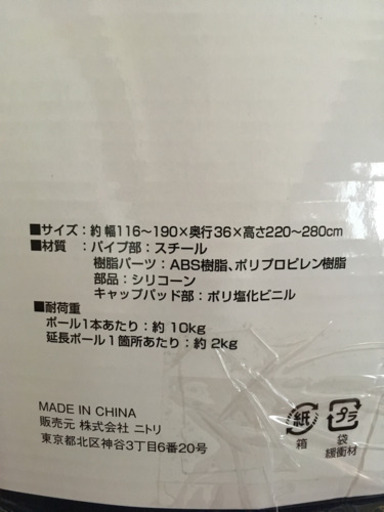 ■サイズ：約 幅116〜190×奥行36×高さ220〜280cm
■材質 ：パイプ部：スチール
樹脂パーツ：ABS樹脂、ポリプロピレン樹脂
部品：シリコーン
キャップパッド部：ポリ塩化ビニル
■耐荷重
ポール1本あたり：約 10kg
延長ポール1箇所あたり：約 2kg
MADE IN CHINA
販売元 株式会社 ニトリ
東京都北区神谷3丁目6番20号
紙
箱
プラ
袋
緩衝材